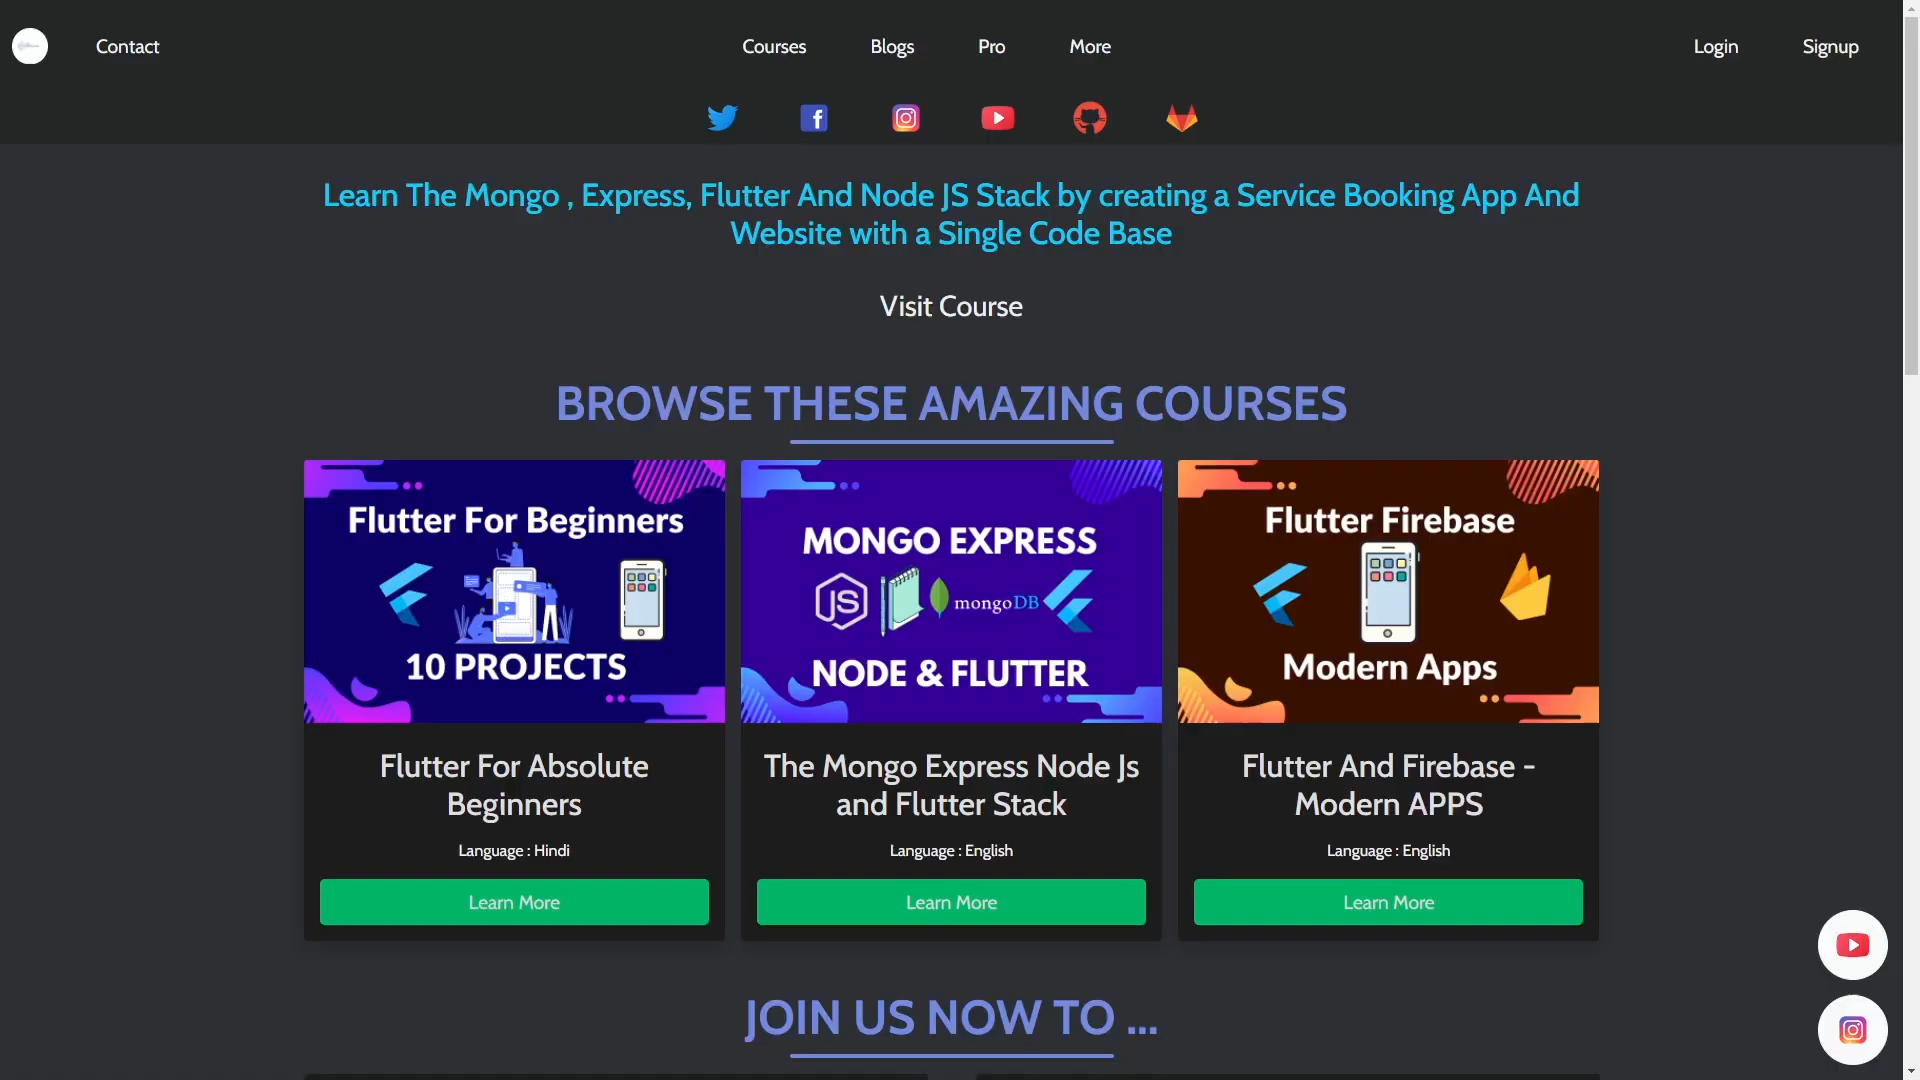 Contact
Courses
Blogs
Pro
More
Login
Signup
Learn The Mongo , Express, Flutter And Node JS Stack by creating a Service Booking App And
Website with a Single Code Base
Visit Course
BROWSE THESE AMAZING COURSES
Flutter For Beginners
10 PROJECTS
Flutter For Absolute
Beginners
Language : Hindi
Learn More
MONGO EXPRESS
JS
mongoDB
NODE & FLUTTER
The Mongo Express Node Js
and Flutter Stack
Language : English
Learn More
Flutter Firebase
Modern Apps
Flutter And Firebase -
Modern APPS
Language : English
Learn More
JOIN US NOW TO ...